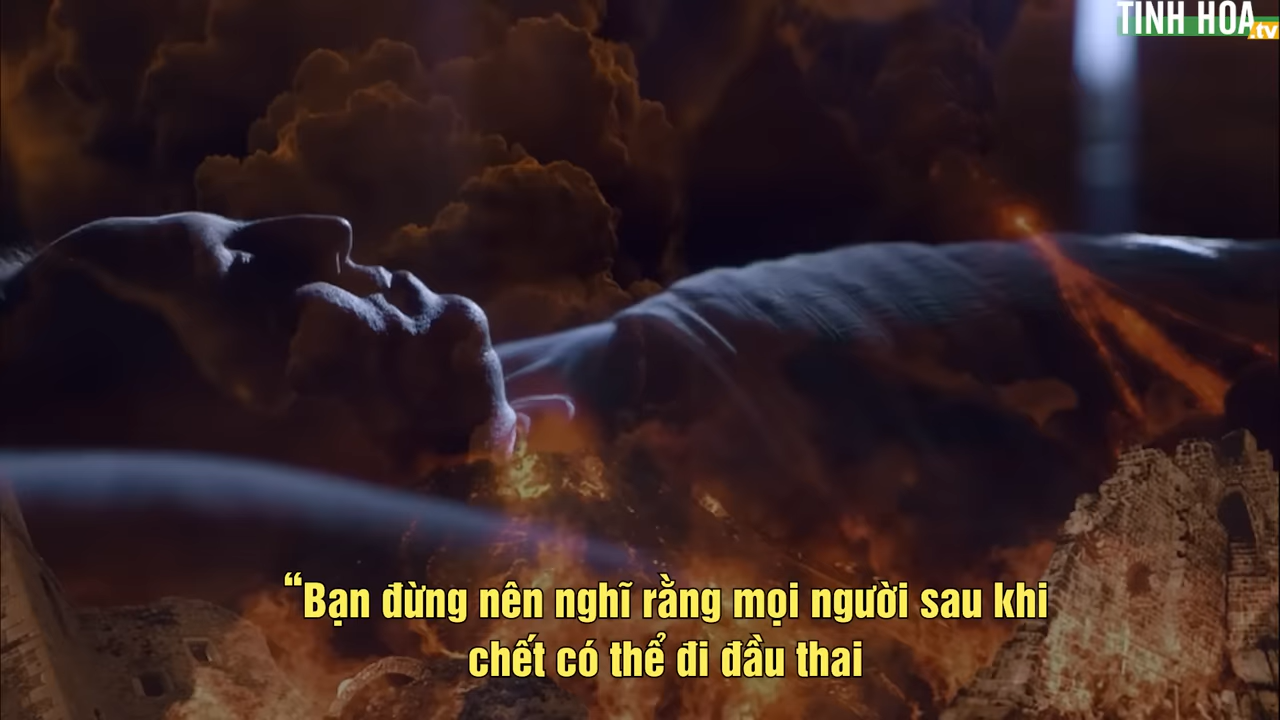 TINH HOA
.tv
“Bạn đừng nên nghĩ rằng mọi người sau khi
chết có thể đi đầu thai